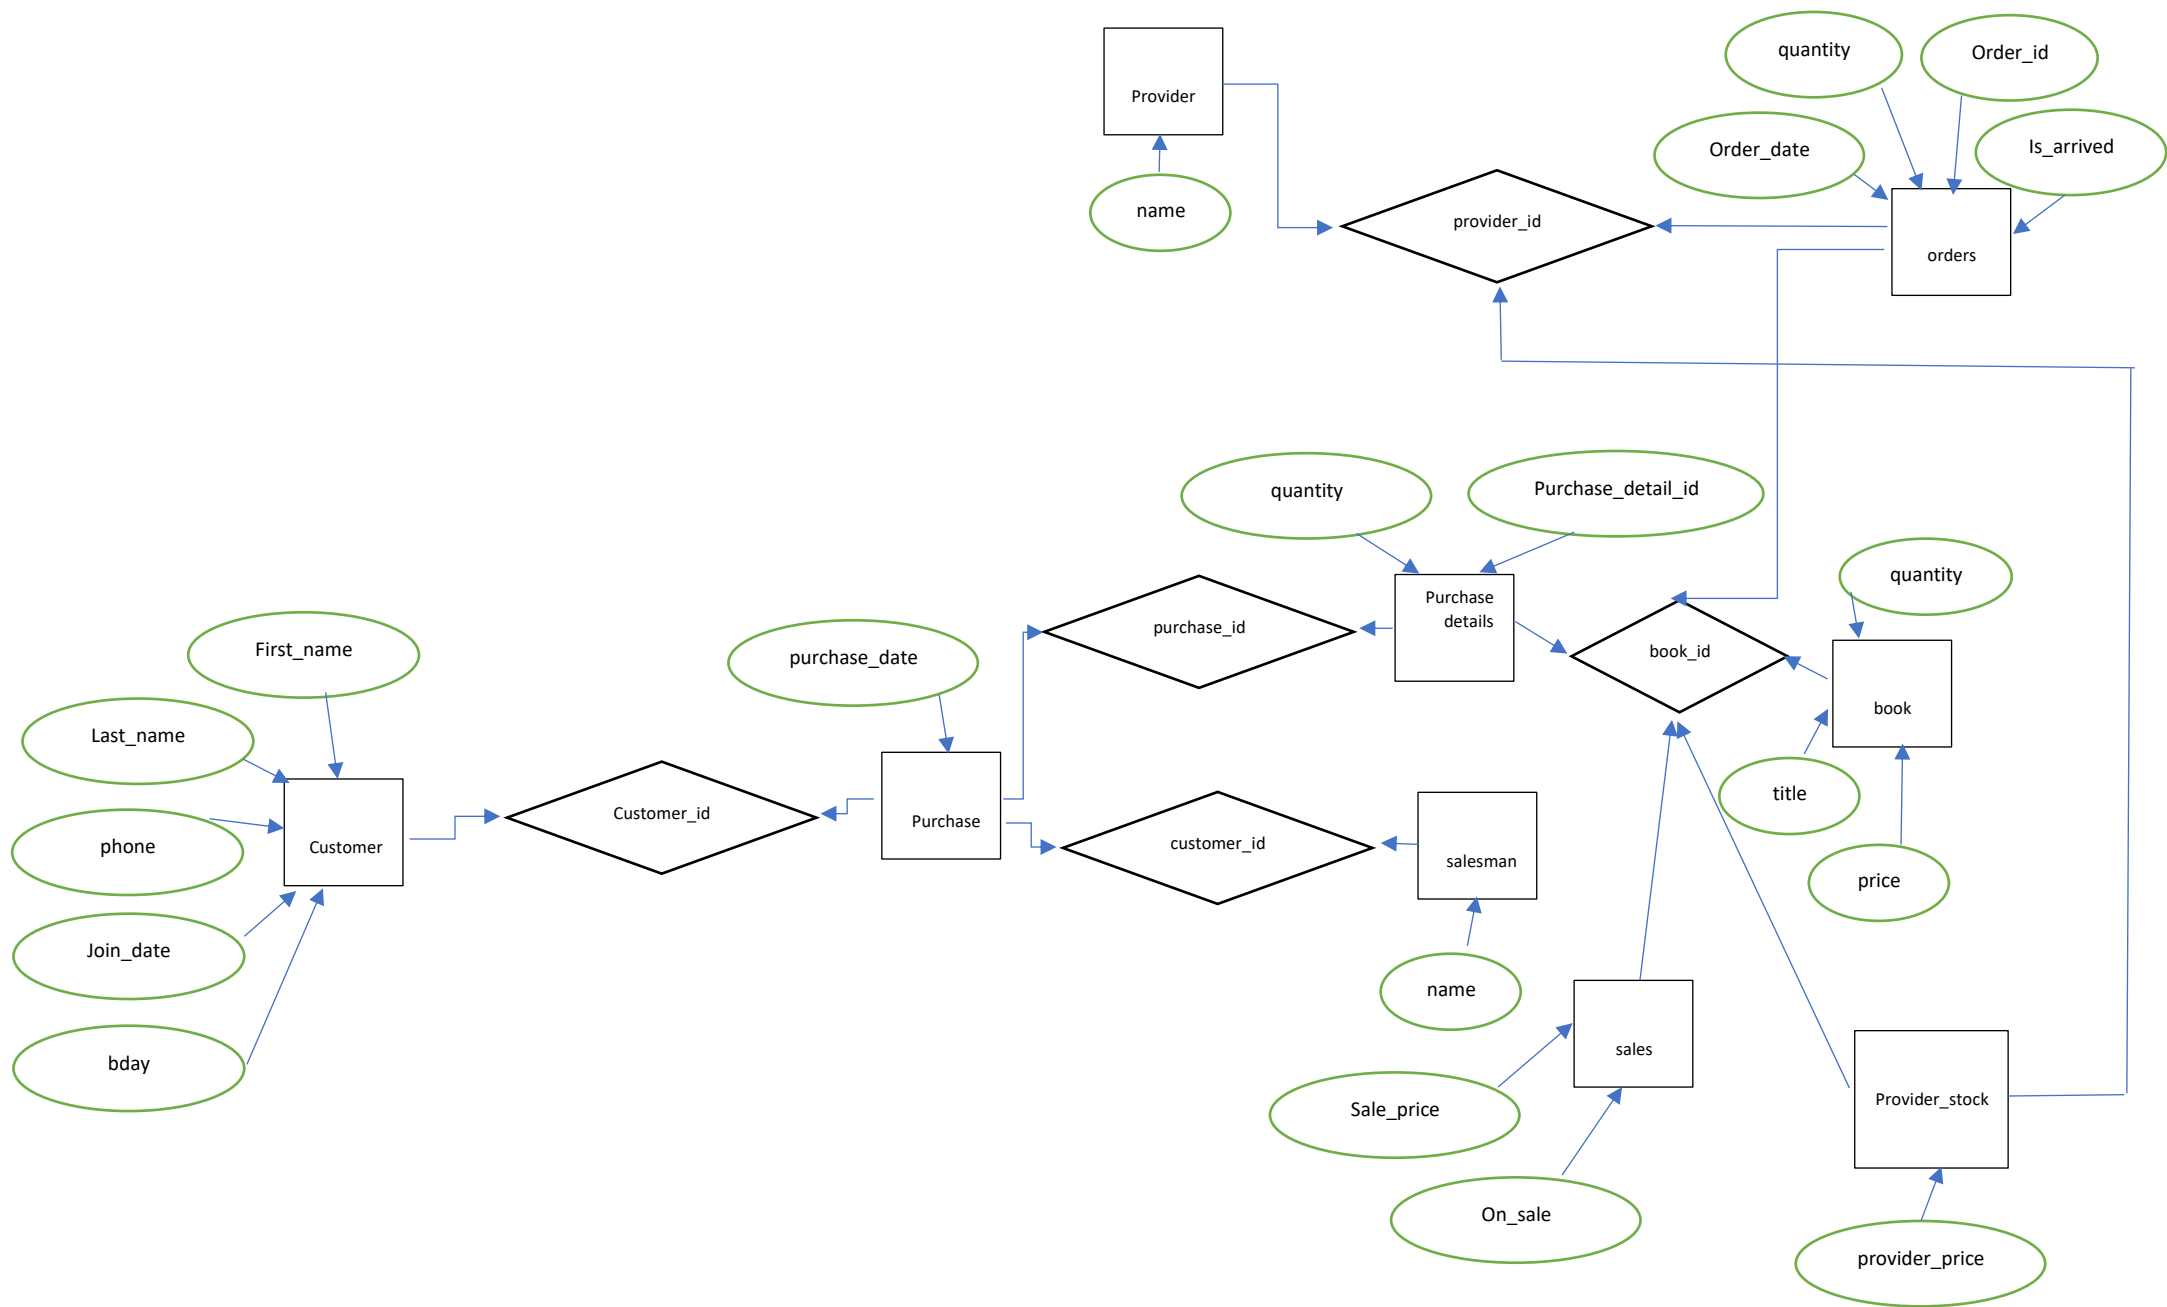 quantity
Order_id
Provider
Order_date
Is_arrived
name
provider_id
orders
quantity
Purchase_detail_id
quantity
Purchase
details
purchase_id
book_id
First_name
purchase_date
book
Last_name
title
Customer_id
Purchase
customer_id
salesman
phone
Customer
price
Join_date
name
bday
sales
Sale_price
Provider_stock
On_sale
provider_price